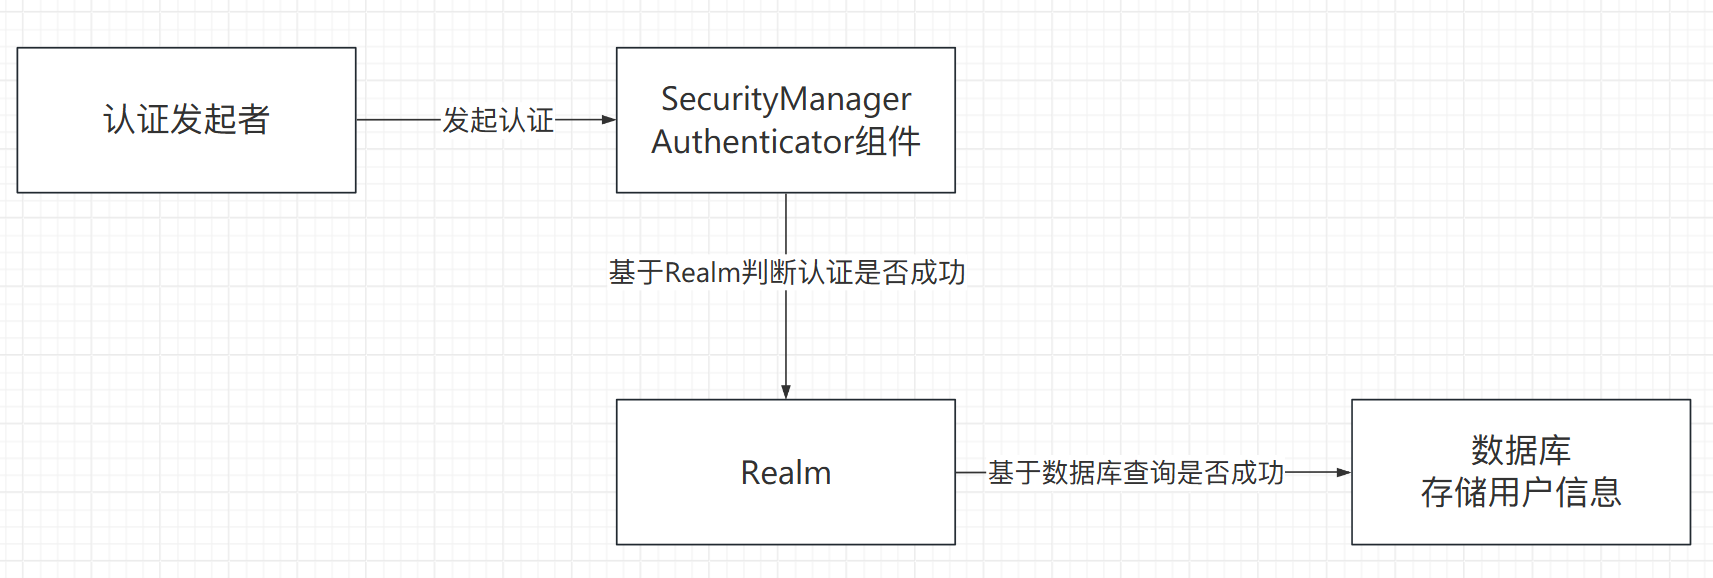 认证发起者
发起认证
SecurityManager
Authenticator组件
基于Realm判断认证是否成功
Realm
基于数据库查询是否成功
数据库
存储用户信息